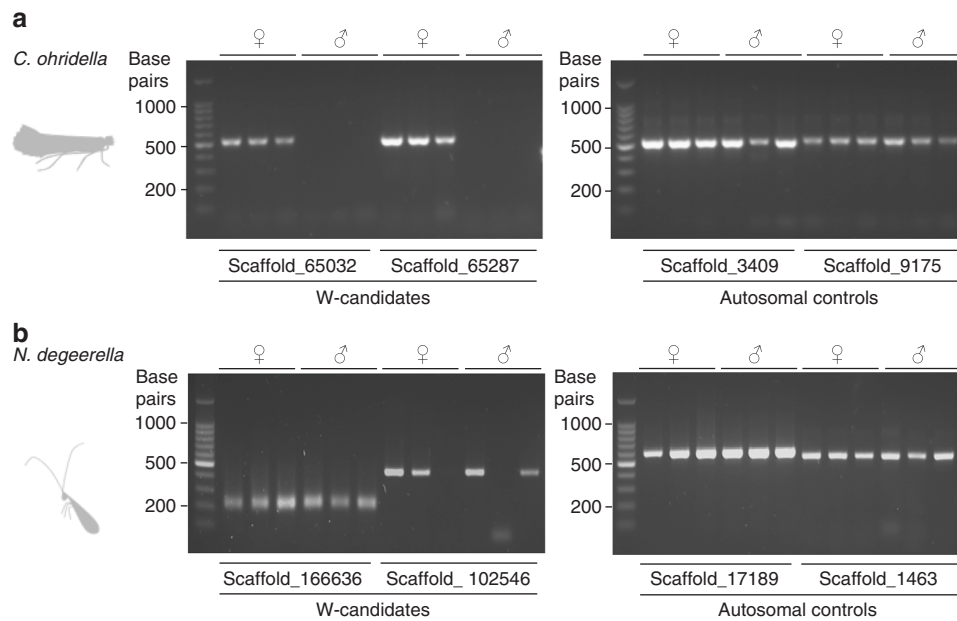 a
C. ohridella
♀ ♂ ♀ ♂
Base
pairs
1000
500
200
Scaffold_65032 Scaffold_65287
W-candidates
♀ ♂ ♀ ♂
Base
pairs
1000
500
200
Scaffold_3409 Scaffold_9175
Autosomal controls
b
N. degeerella
♀ ♂ ♀ ♂
Base
pairs
1000
500
200
Scaffold_166636 Scaffold_ 102546
W-candidates
♀ ♂ ♀ ♂
Base
pairs
1000
500
200
Scaffold_17189 Scaffold_1463
Autosomal controls